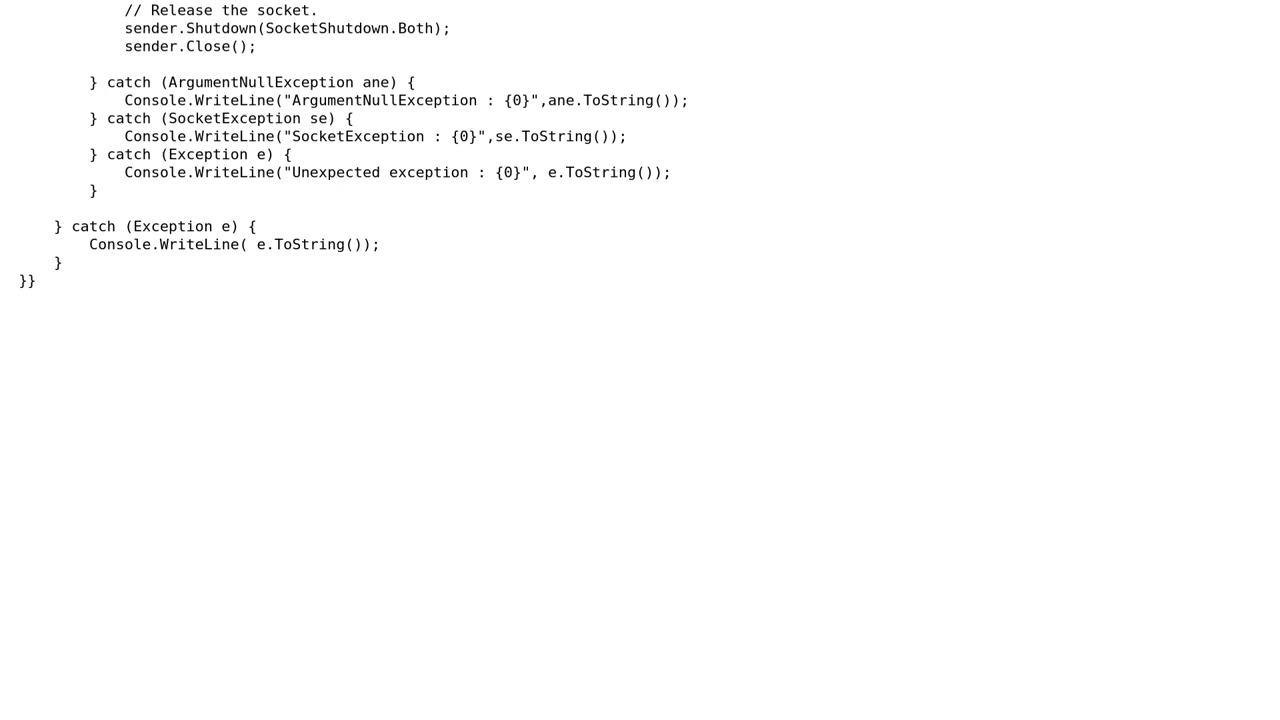 // Release the socket.
            sender.Shutdown(SocketShutdown.Both);
            sender.Close();

        } catch (ArgumentNullException ane) {
            Console.WriteLine("ArgumentNullException : {0}",ane.ToString());
        } catch (SocketException se) {
            Console.WriteLine("SocketException : {0}",se.ToString());
        } catch (Exception e) {
            Console.WriteLine("Unexpected exception : {0}", e.ToString());
        }

    } catch (Exception e) {
        Console.WriteLine( e.ToString());
    }
}}